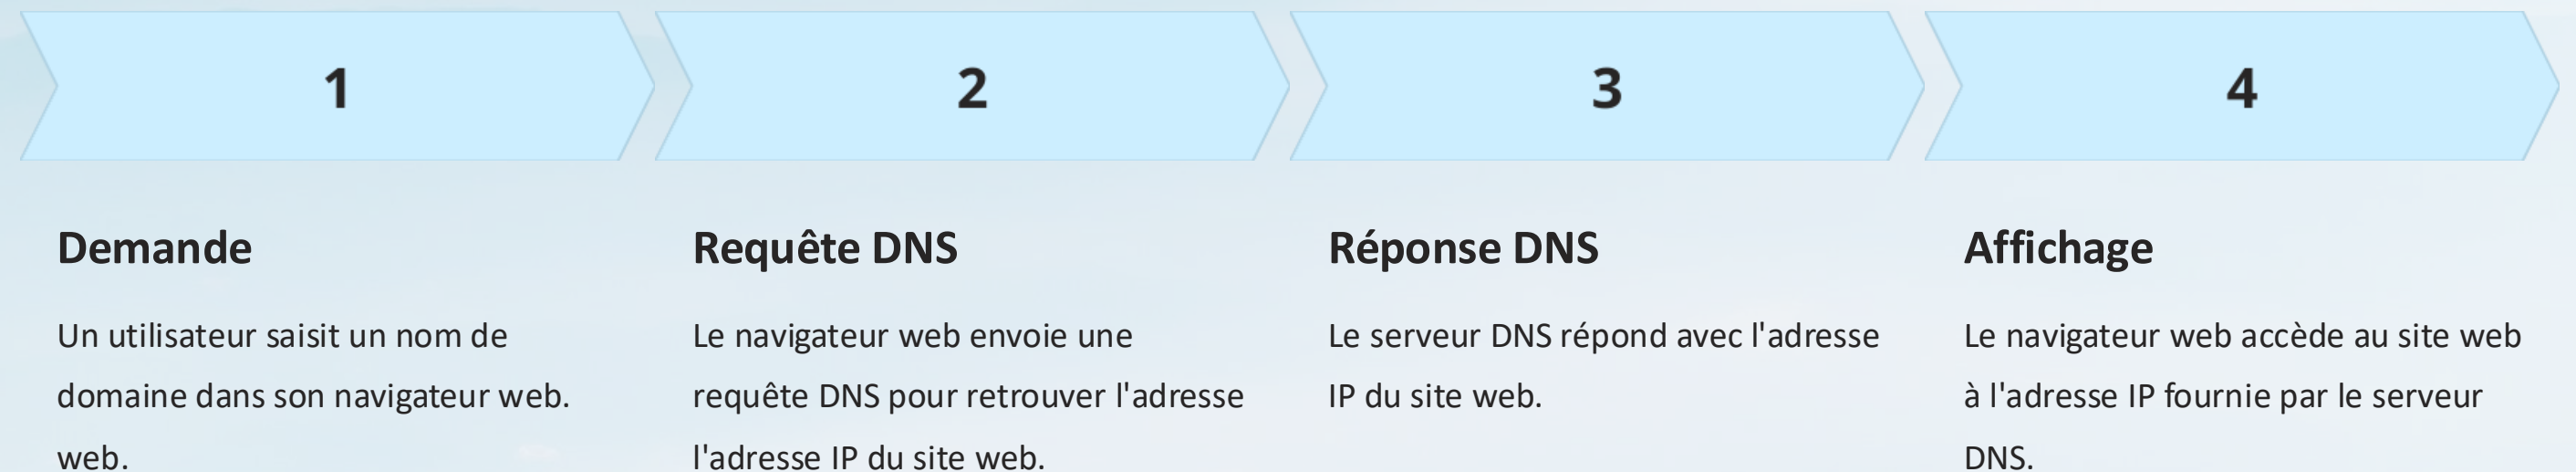 1
2
3
4
Demande
Un utilisateur saisit un nom de
domaine dans son navigateur web.
web.
Requête DNS
Le navigateur web envoie une
requête DNS pour retrouver l'adresse
l'adresse IP du site web.
Réponse DNS
Le serveur DNS répond avec l'adresse
IP du site web.
Affichage
Le navigateur web accède au site web
à l'adresse IP fournie par le serveur
DNS.